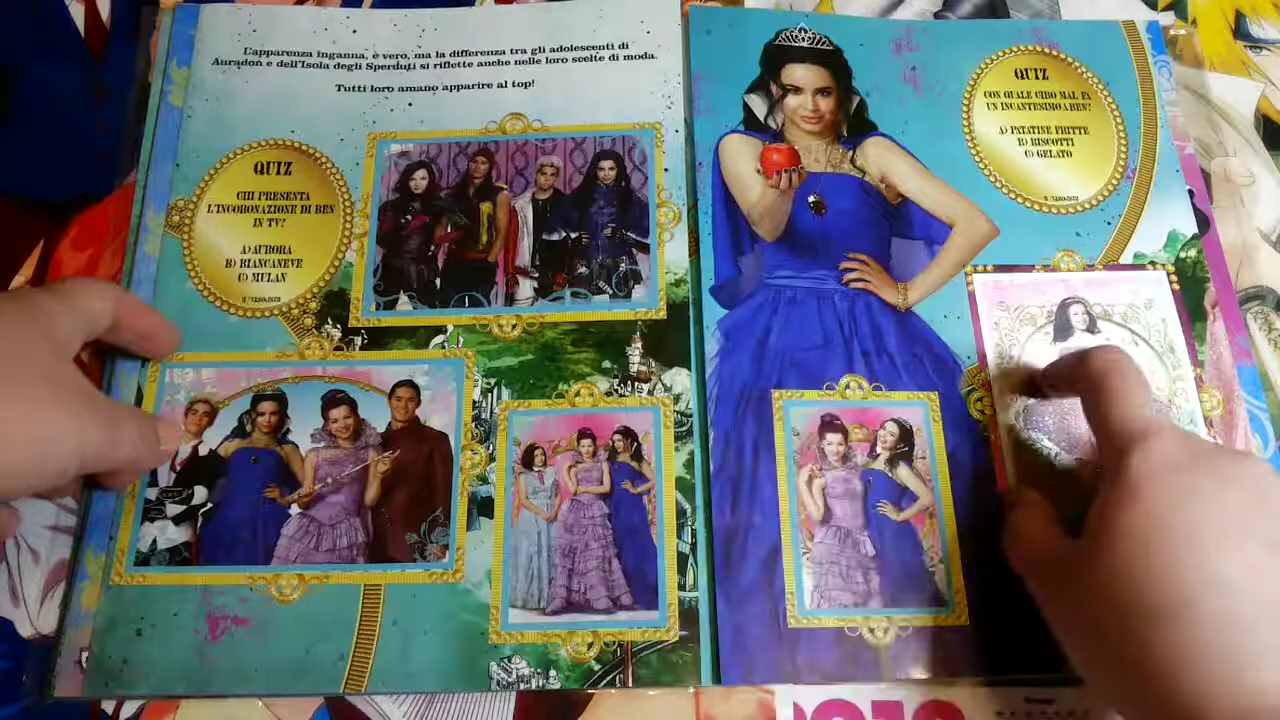 L'apparenza inganna, è vero, ma la differenza tra gli adolescenti di
Auradon e dell'Isola degli Sperduti si riflette anche nelle loro scelte di moda.
Tutti loro amano apparire al top!
QUIZ
CHI PRESENTA
L'INCORONAZIONE DI BEN
IN TV?
A) AURORA
B) BIANCANEVE
C) MULAN
QUIZ
CON QUALE CIBO MAL FA
UN INCANTESIMO A BEN?
A) PATATINE FRITTE
B) BISCOTTI
C) GELATO